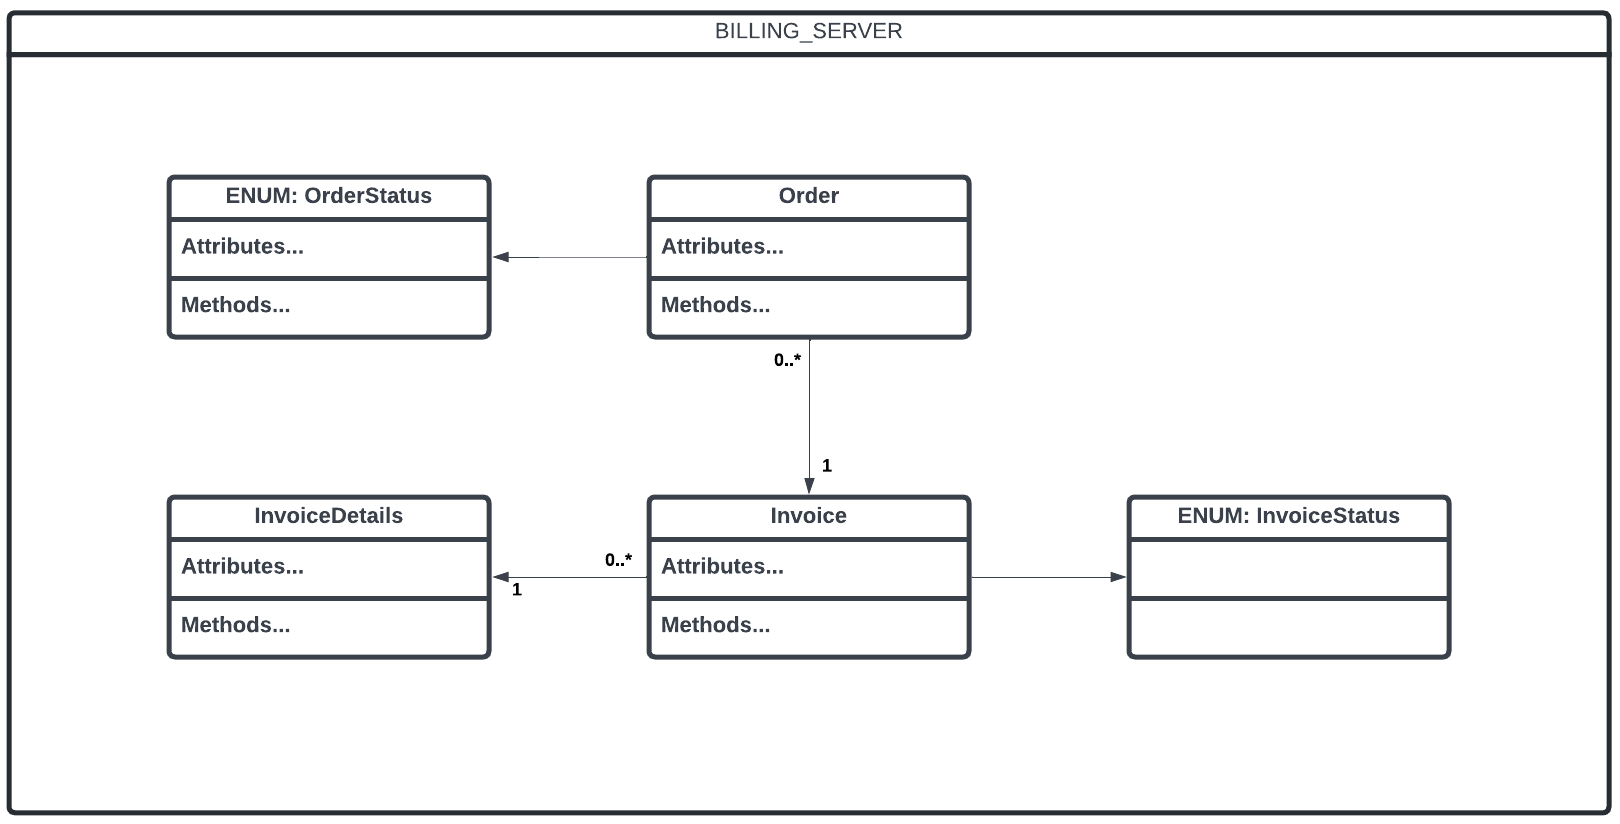 BILLING_SERVER
ENUM: OrderStatus
Attributes...
Methods...
Order
Attributes...
Methods...
0..*
1
InvoiceDetails
Attributes...
Methods...
0..*
1
Invoice
Attributes...
Methods...
ENUM: InvoiceStatus